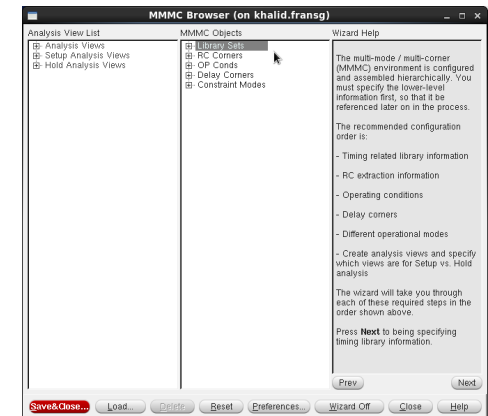 MMMC Browser (on khalid.fransg)
Analysis View List
Analysis Views
Setup Analysis Views
Hold Analysis Views
MMMC Objects
Library Sets
RC Corners
OP Conds
Delay Corners
Constraint Modes
Wizard Help
The multi-mode / multi-corner
(MMMC) environment is configured
and assembled hierarchically. You
must specify the lower-level
information first, so that it be
referenced later on in the process.
The recommended configuration
order is:
- Timing related library information
- RC extraction information
- Operating conditions
- Delay corners
- Different operational modes
- Create analysis views and specify
which views are for Setup vs. Hold
analysis
The wizard will take you through
each of these required steps in the
order shown above.
Press Next to being specifying
timing library information.
Prev Next
Save&Close... Load... Delete Reset Preferences... Wizard Off Close Help